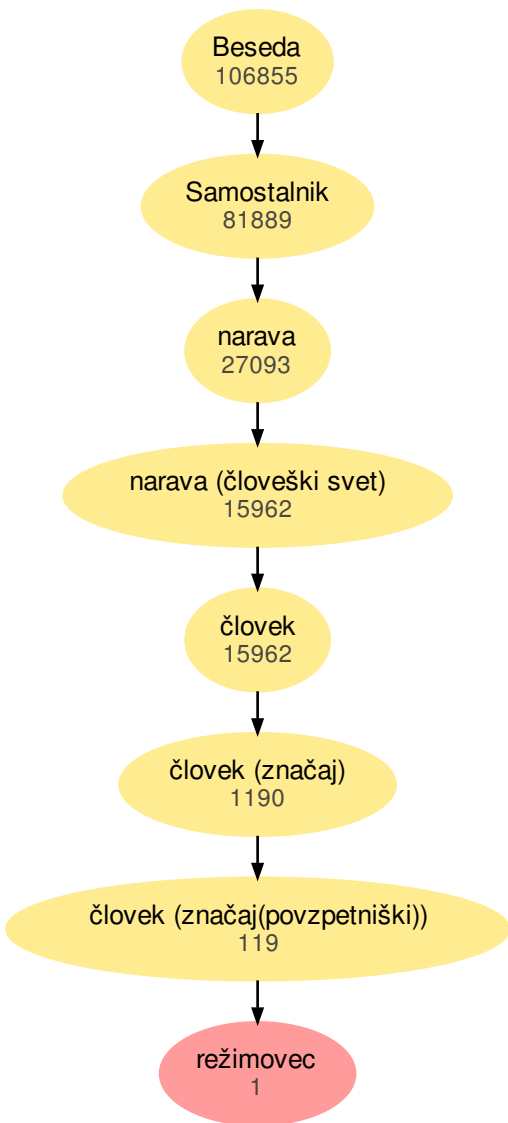 Beseda
106855
Samostalnik
81889
narava
27093
narava (človeški svet)
15962
človek
15962
človek (značaj)
1190
človek (značaj(povzpetniški))
119
režimovec
1